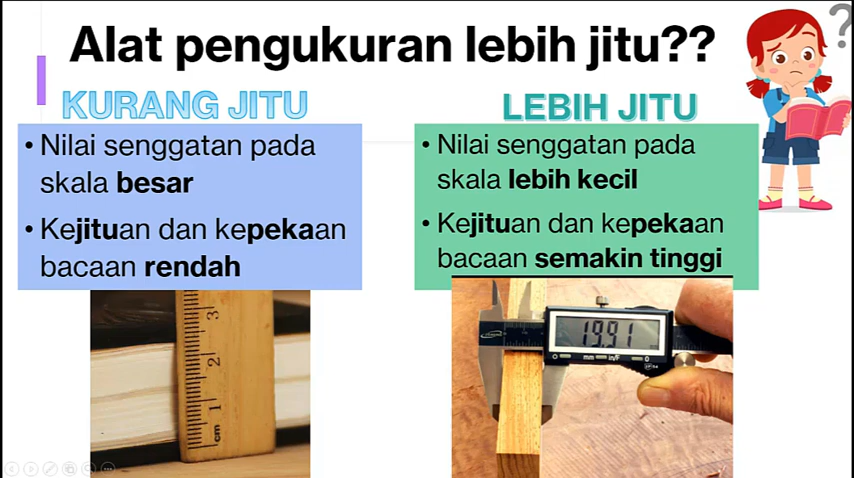 Alat pengukuran lebih jitu??
KURANG JITU
• Nilai senggatan pada
skala besar
• Kejituan dan kepekaan
bacaan rendah
LEBIH JITU
• Nilai senggatan pada
skala lebih kecil
• Kejituan dan kepekaan
bacaan semakin tinggi
3
2
1
cm
19.91
mm in/F 0